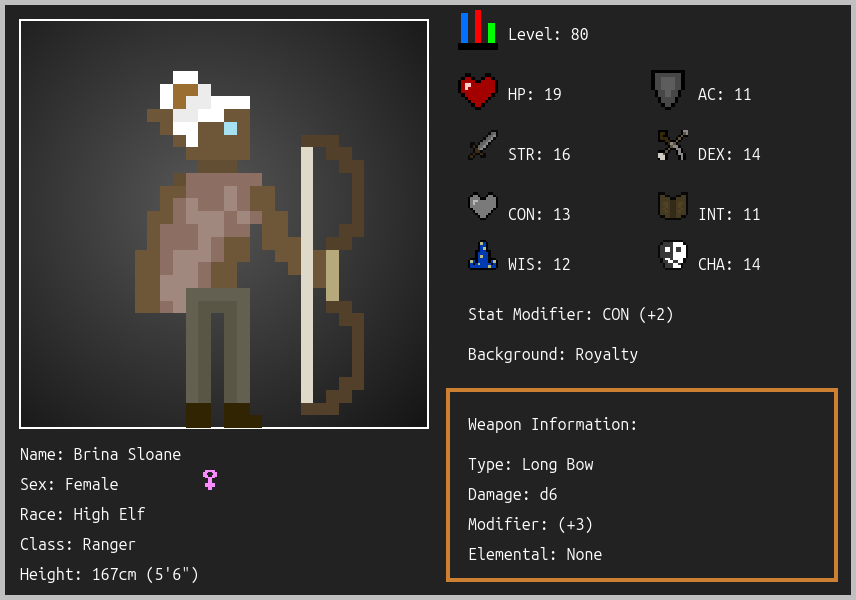 Level: 80
HP: 19
AC: 11
STR: 16
DEX: 14
CON: 13
INT: 11
WIS: 12
CHA: 14
Stat Modifier: CON (+2)
Background: Royalty
Weapon Information:
Type: Long Bow
Damage: d6
Modifier: (+3)
Elemental: None
Name: Brina Sloane
Sex: Female
Race: High Elf
Class: Ranger
Height: 167cm (5'6")